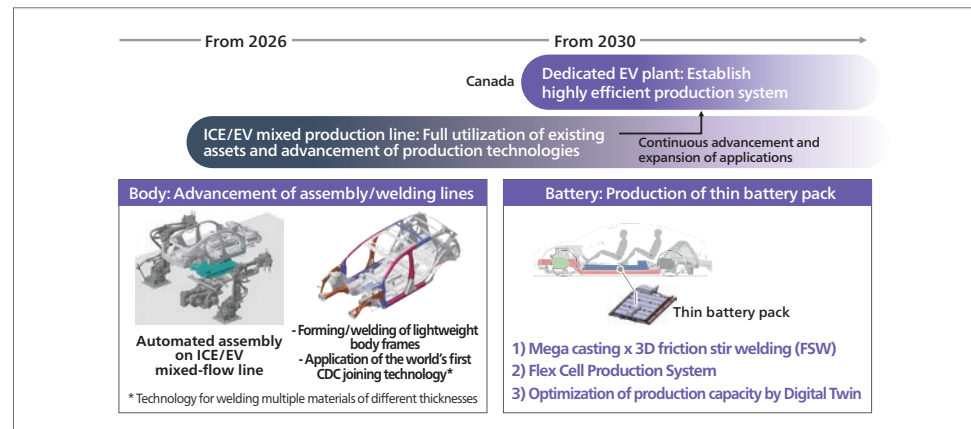 From 2026
From 2030
Canada
Dedicated EV plant: Establish
highly efficient production system
ICE/EV mixed production line: Full utilization of existing
assets and advancement of production technologies
Continuous advancement and
expansion of applications
Body: Advancement of assembly/welding lines
Automated assembly
on ICE/EV
mixed-flow line
- Forming/welding of lightweight
body frames
- Application of the world's first
CDC joining technology*
* Technology for welding multiple materials of different thicknesses
Battery: Production of thin battery pack
Thin battery pack
1) Mega casting x 3D friction stir welding (FSW)
2) Flex Cell Production System
3) Optimization of production capacity by Digital Twin